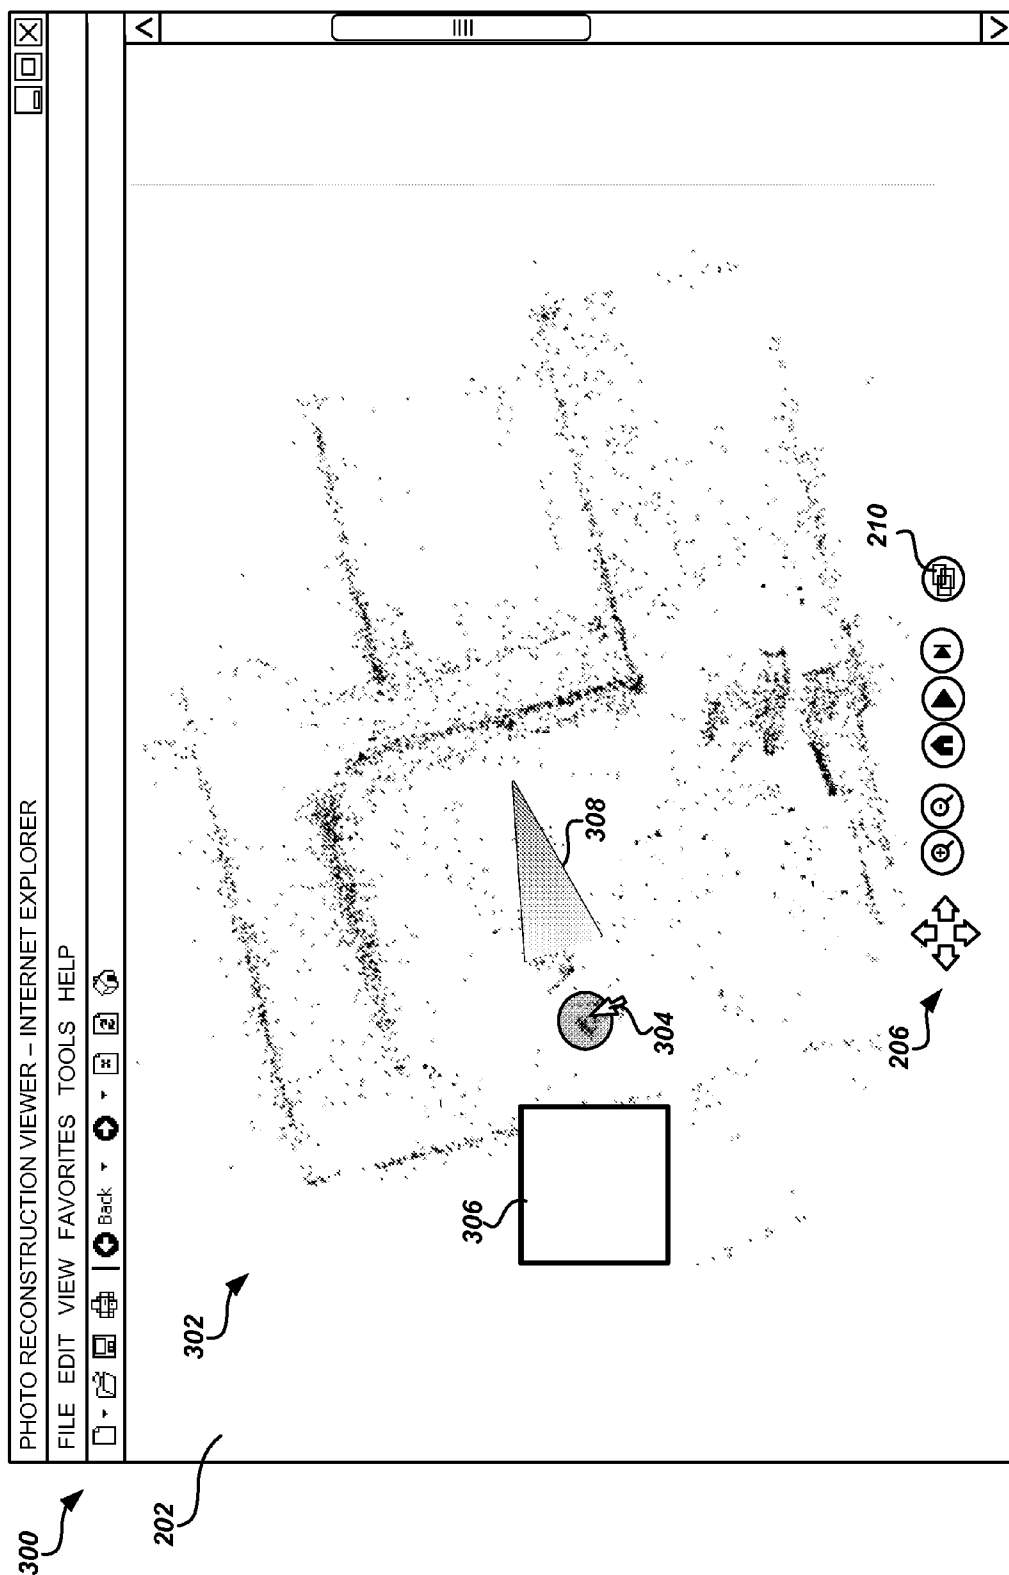 300
PHOTO RECONSTRUCTION VIEWER – INTERNET EXPLORER
FILE EDIT VIEW FAVORITES TOOLS HELP
Back
202
302
306
304
308
206
210